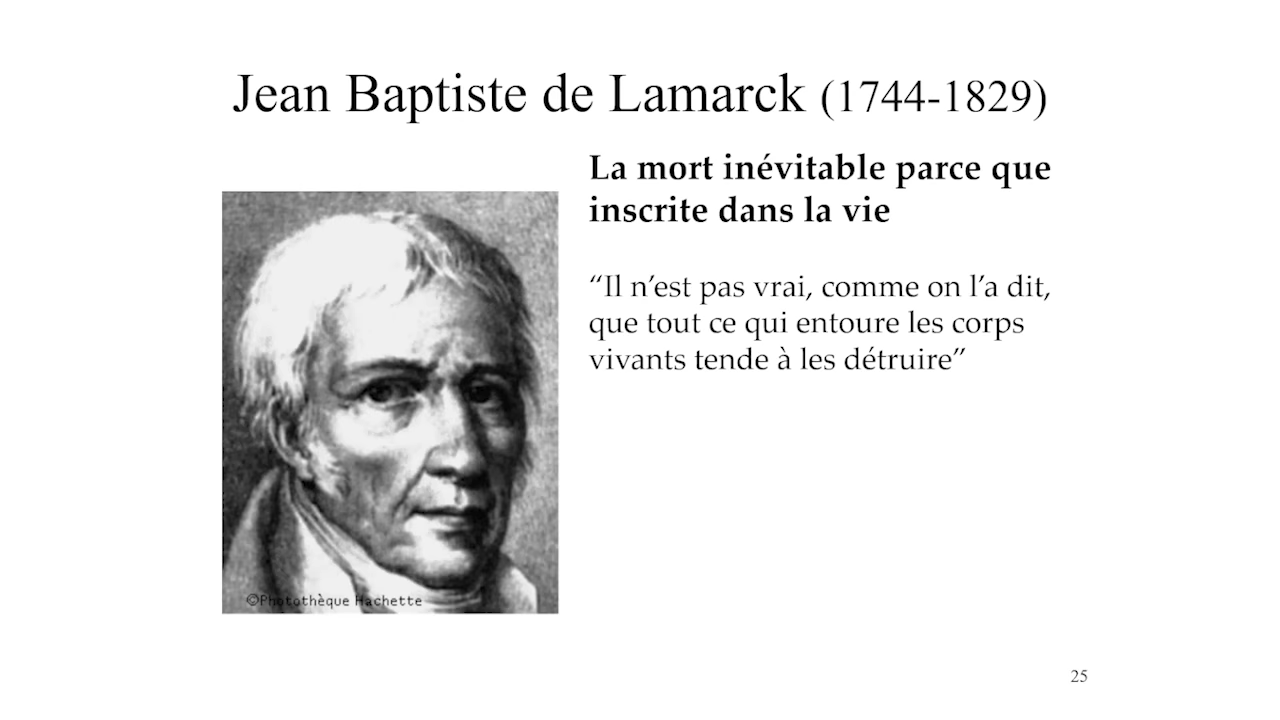 Jean Baptiste de Lamarck (1744-1829)
La mort inévitable parce que
inscrite dans la vie
“Il n’est pas vrai, comme on l’a dit,
que tout ce qui entoure les corps
vivants tende à les détruire”
©Photothèque Hachette
25